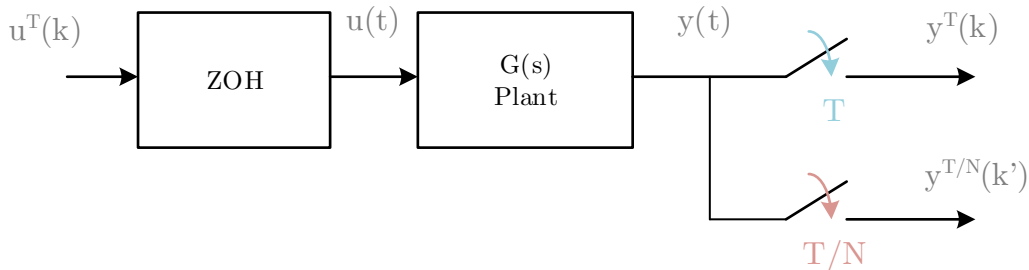 u^T(k)
ZOH
u(t)
G(s)
Plant
y(t)
T
y^T(k)
T/N
y^{T/N}(k')